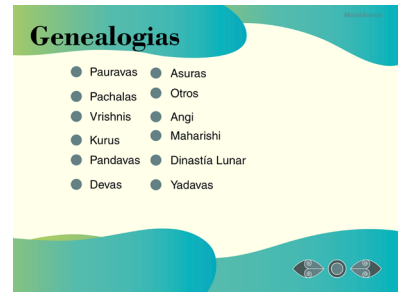 Genealogias
Pauravas
Pachalas
Vrishnis
Kurus
Pandavas
Devas
Asuras
Otros
Angi
Maharishi
Dinastía Lunar
Yadavas